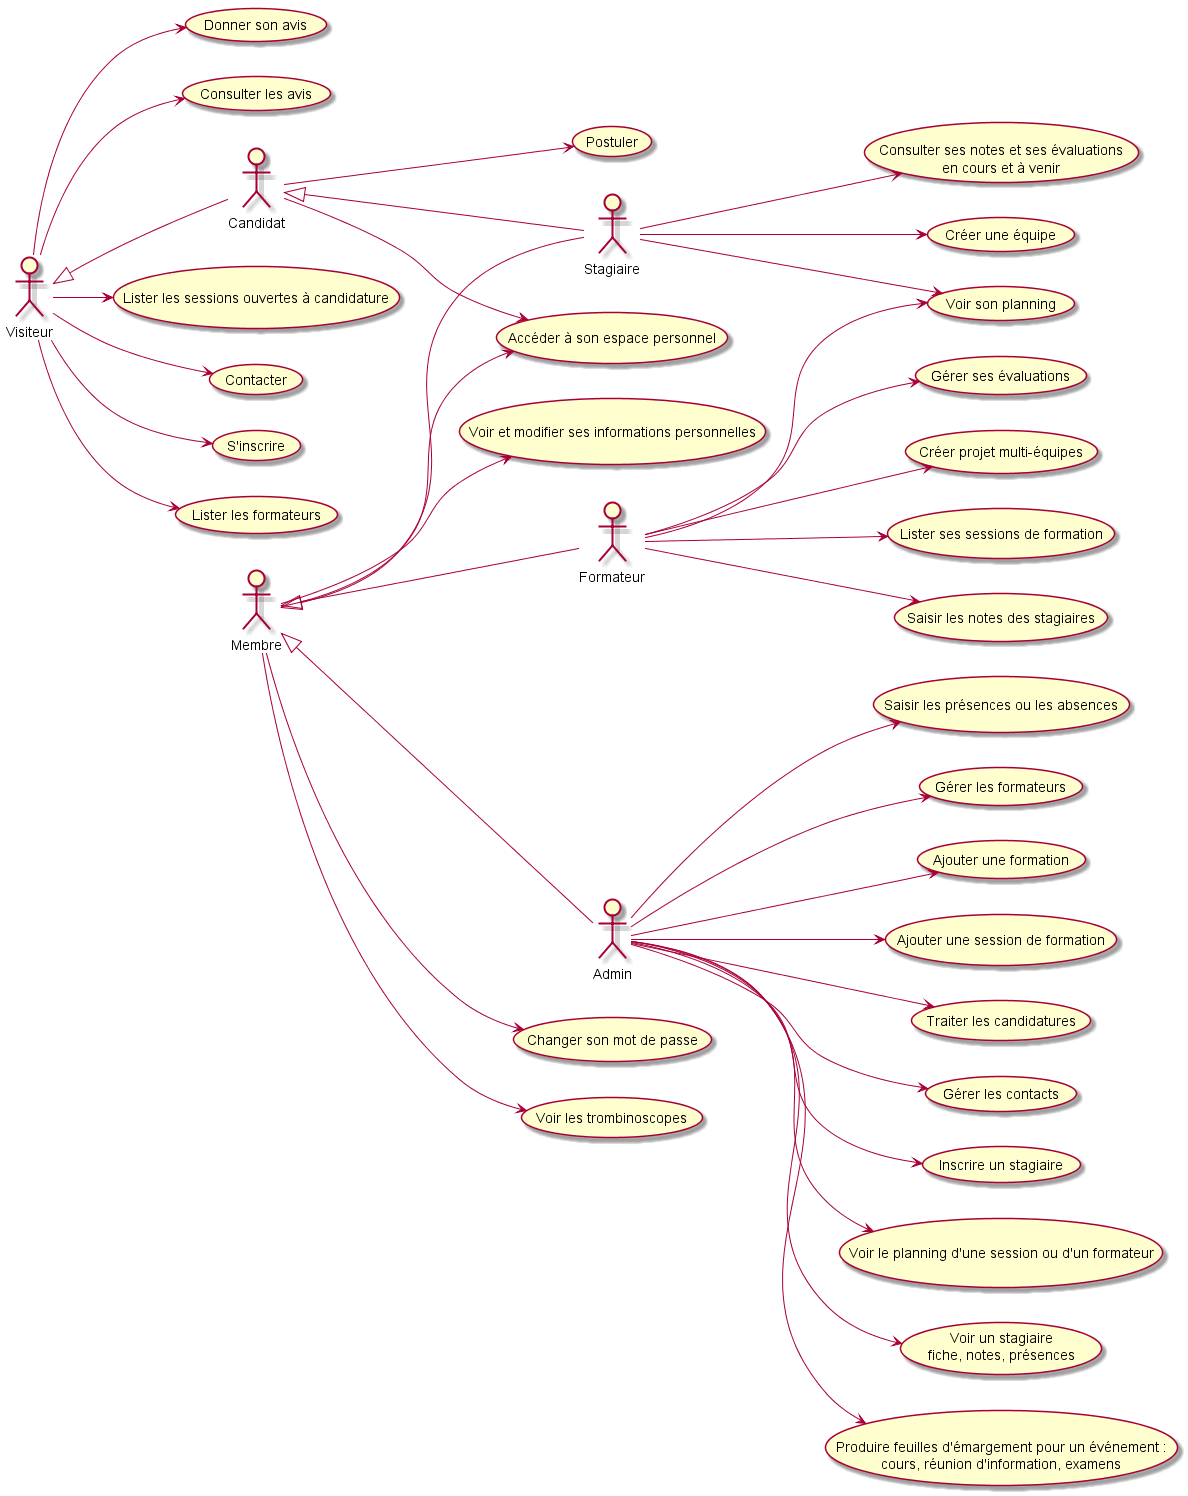 Donner son avis
Consulter les avis
Postuler
Consulter ses notes et ses évaluations
en cours et à venir
Candidat
Créer une équipe
Stagiaire
Lister les sessions ouvertes à candidature
Voir son planning
Visiteur
Accéder à son espace personnel
Contacter
Gérer ses évaluations
Voir et modifier ses informations personnelles
S'inscrire
Créer projet multi-équipes
Lister les formateurs
Lister ses sessions de formation
Formateur
Saisir les notes des stagiaires
Membre
Saisir les présences ou les absences
Gérer les formateurs
Ajouter une formation
Ajouter une session de formation
Admin
Traiter les candidatures
Changer son mot de passe
Gérer les contacts
Voir les trombinoscopes
Inscrire un stagiaire
Voir le planning d'une session ou d'un formateur
Voir un stagiaire
fiche, notes, présences
Produire feuilles d'émargement pour un événement :
cours, réunion d'information, examens